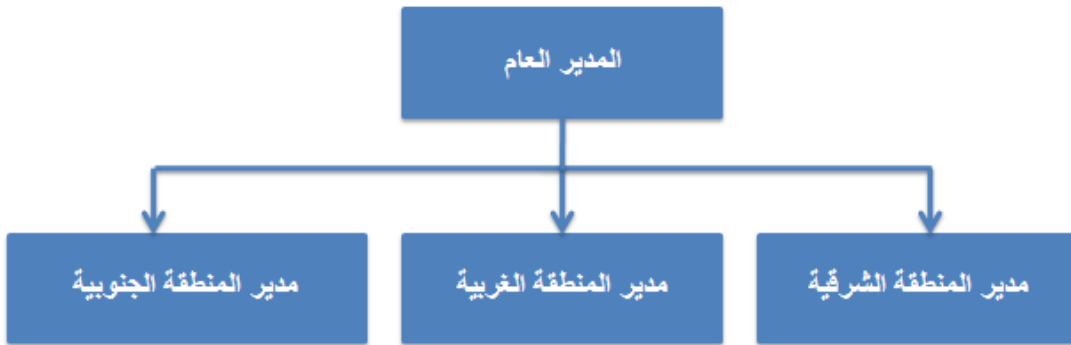 المدير العام
مدير المنطقة الشرقية
مدير المنطقة الغربية
مدير المنطقة الجنوبية